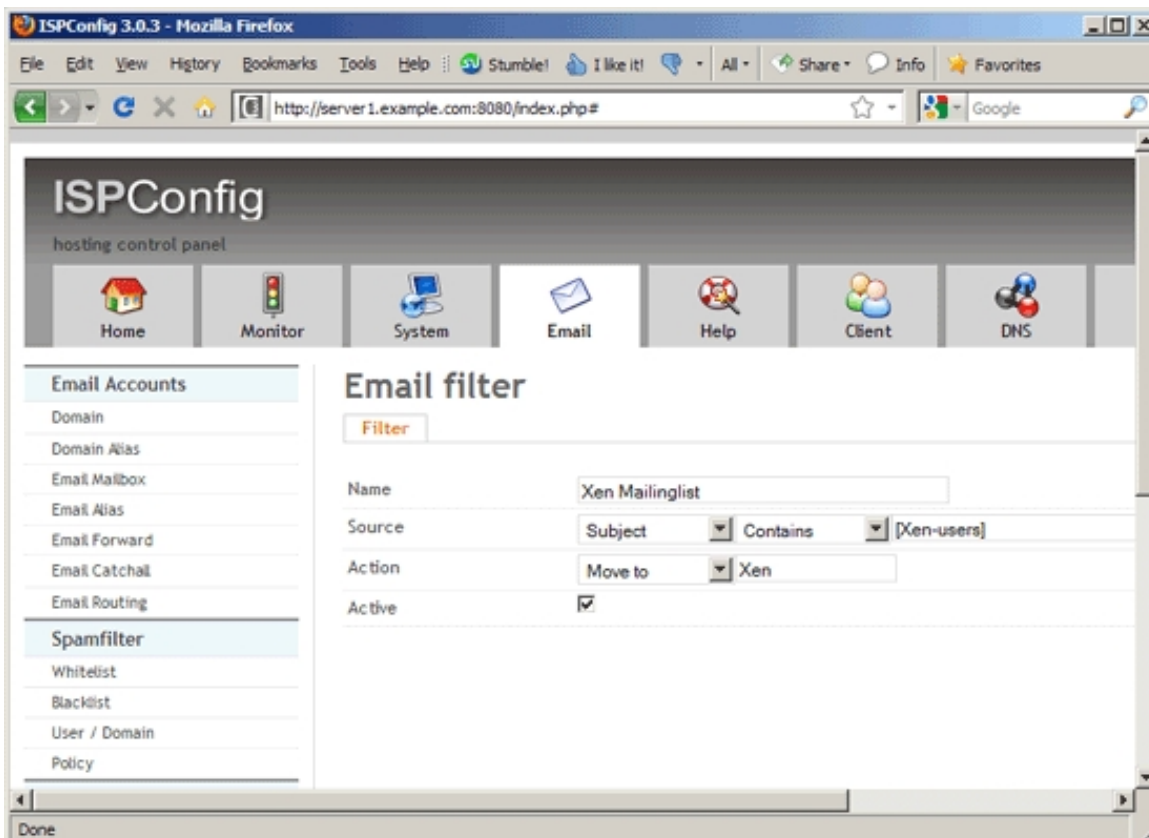 ISPConfig 3.0.3 - Mozilla Firefox
File Edit View History Bookmarks Tools Help Stumble! I like it! All Share Info Favorites
http://server1.example.com:8080/index.php# Google
ISPConfig
hosting control panel
Home Monitor System Email Help Client DNS
Email Accounts
Domain
Domain Alias
Email Mailbox
Email Alias
Email Forward
Email Catchall
Email Routing
Spamfilter
Whitelist
Blacklist
User / Domain
Policy
Email filter
Filter
Name Xen Mailinglist
Source Subject Contains [Xen-users]
Action Move to Xen
Active
Done